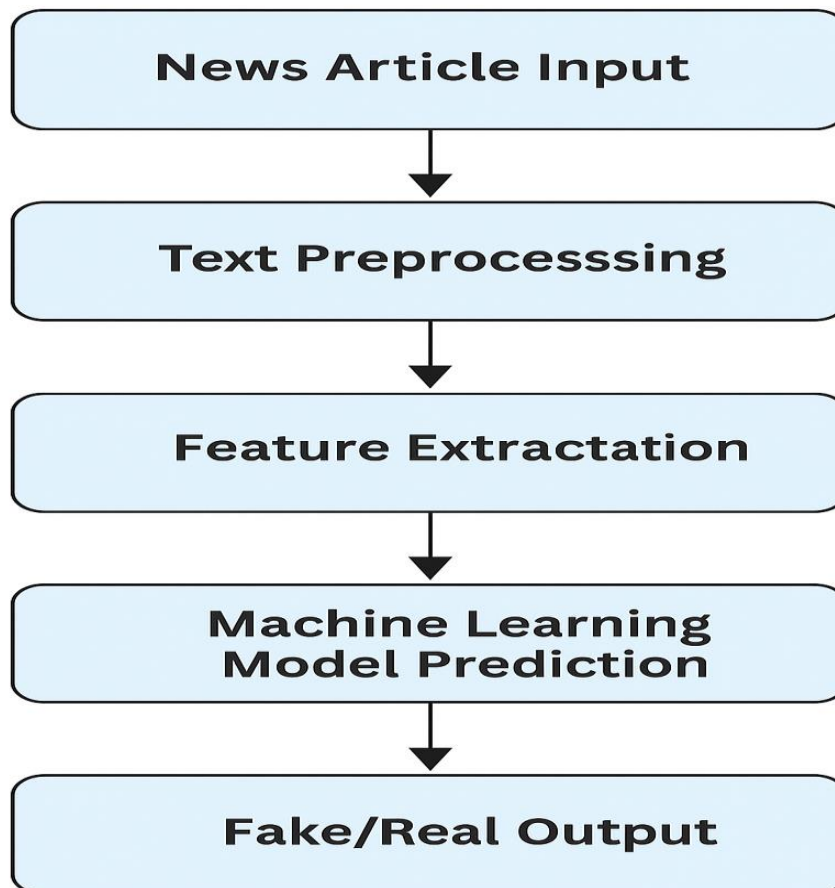 News Article Input
Text Preprocesssing
Feature Extractation
Machine Learning
Model Prediction
Fake/Real Output